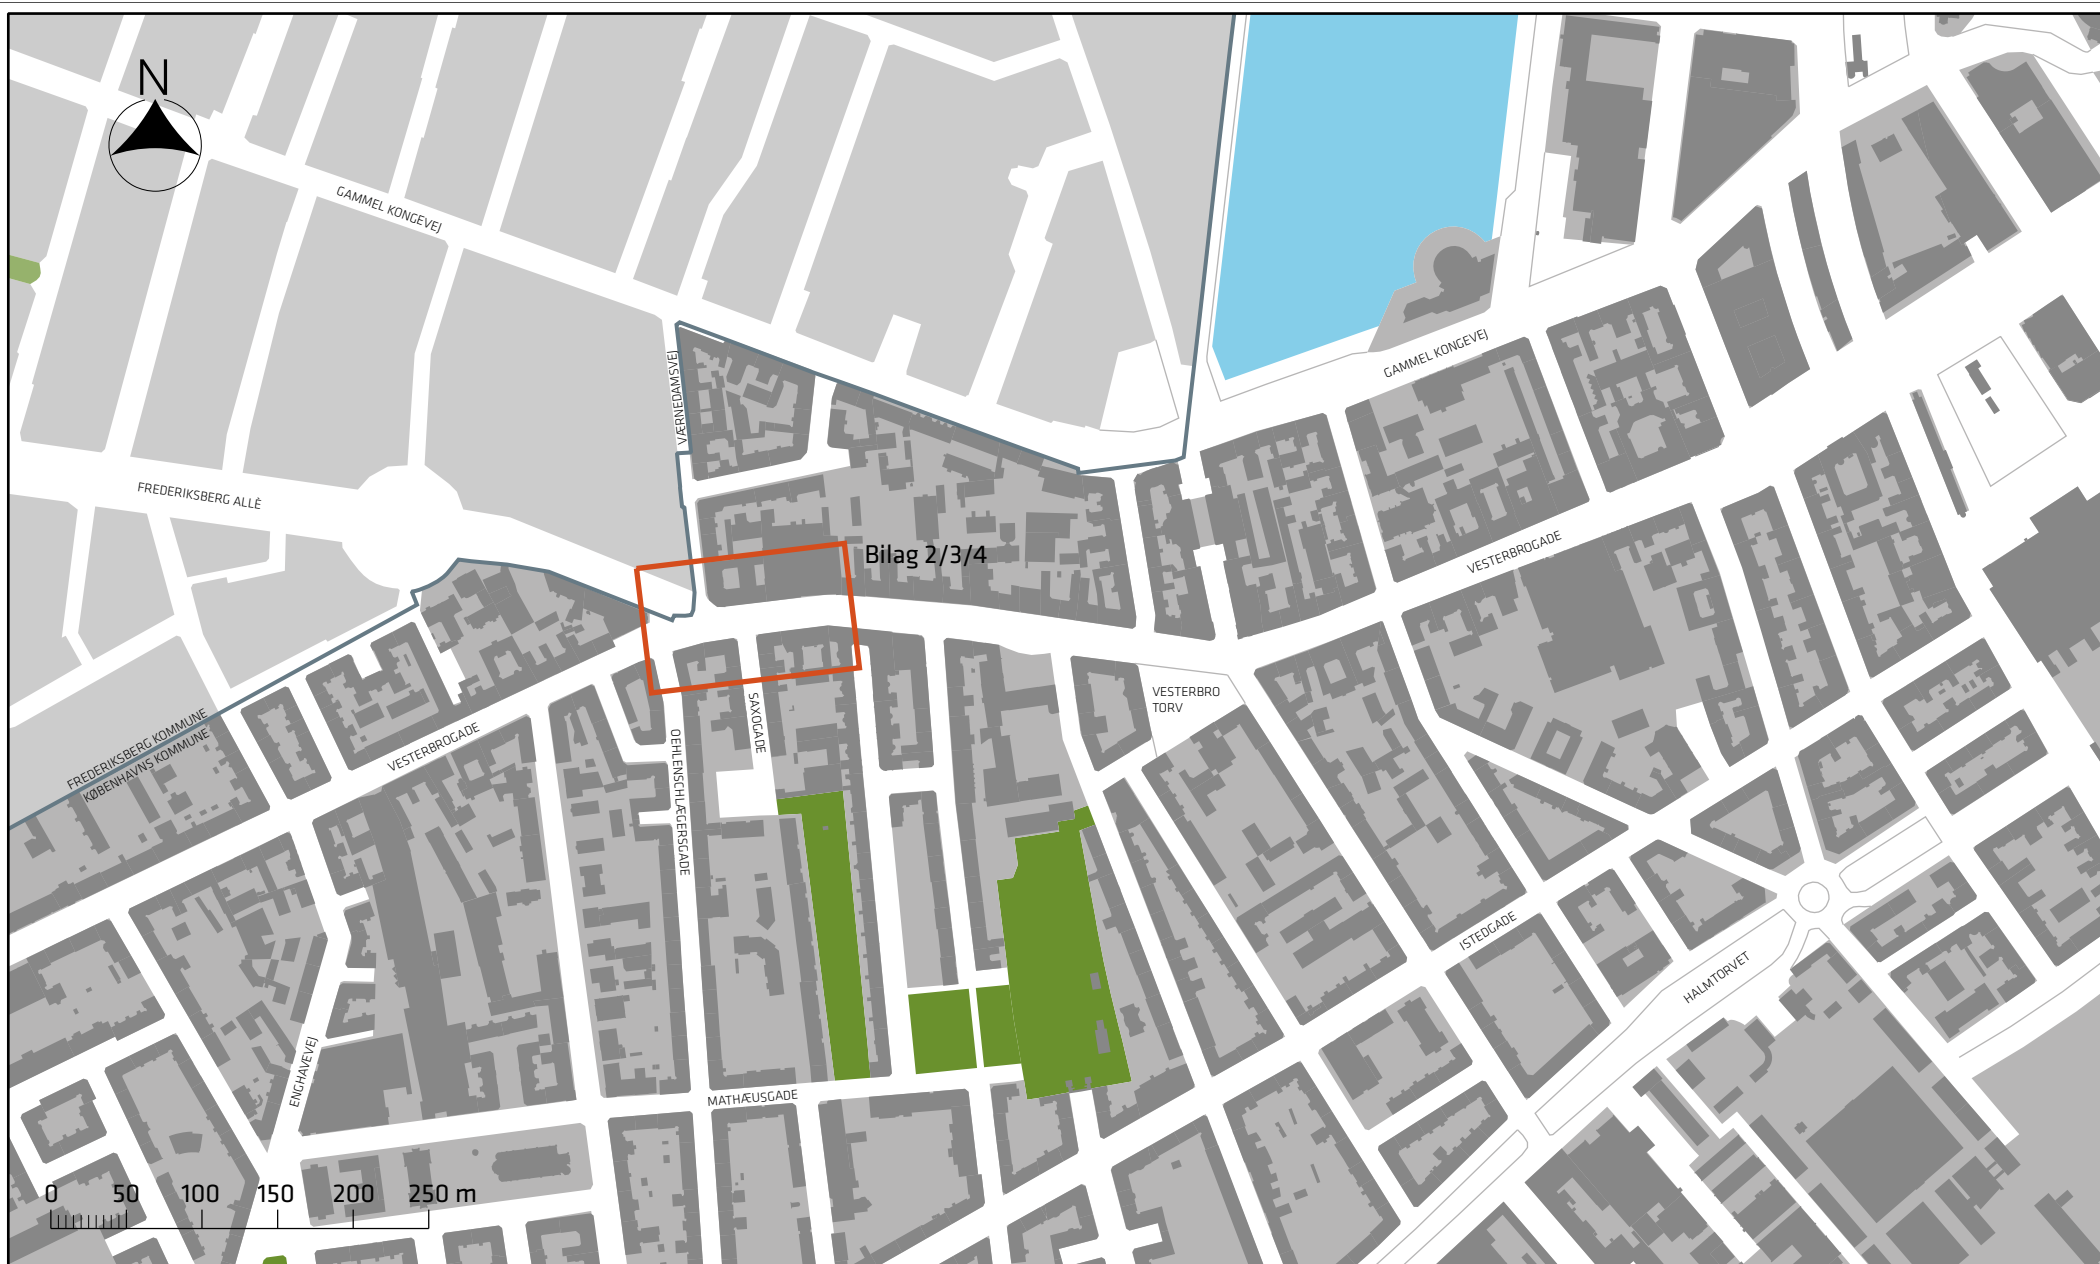 N
GAMMEL KONGEVEJ
GAMMEL KONGEVEJ
VÆRNEDAMSVEJ
FREDERIKSBERG ALLÉ
Bilag 2/3/4
VESTERBROGADE
VESTERBRO
TORV
SAXOGADE
FREDERIKSBERG KOMMUNE
KØBENHAVNS KOMMUNE
VESTERBROGADE
OEHLENSCHLÆGERSGADE
ISTEDGADE
HALMTORVET
ENGHAVEVEJ
MATHÆUSGADE
0 50 100 150 200 250 m